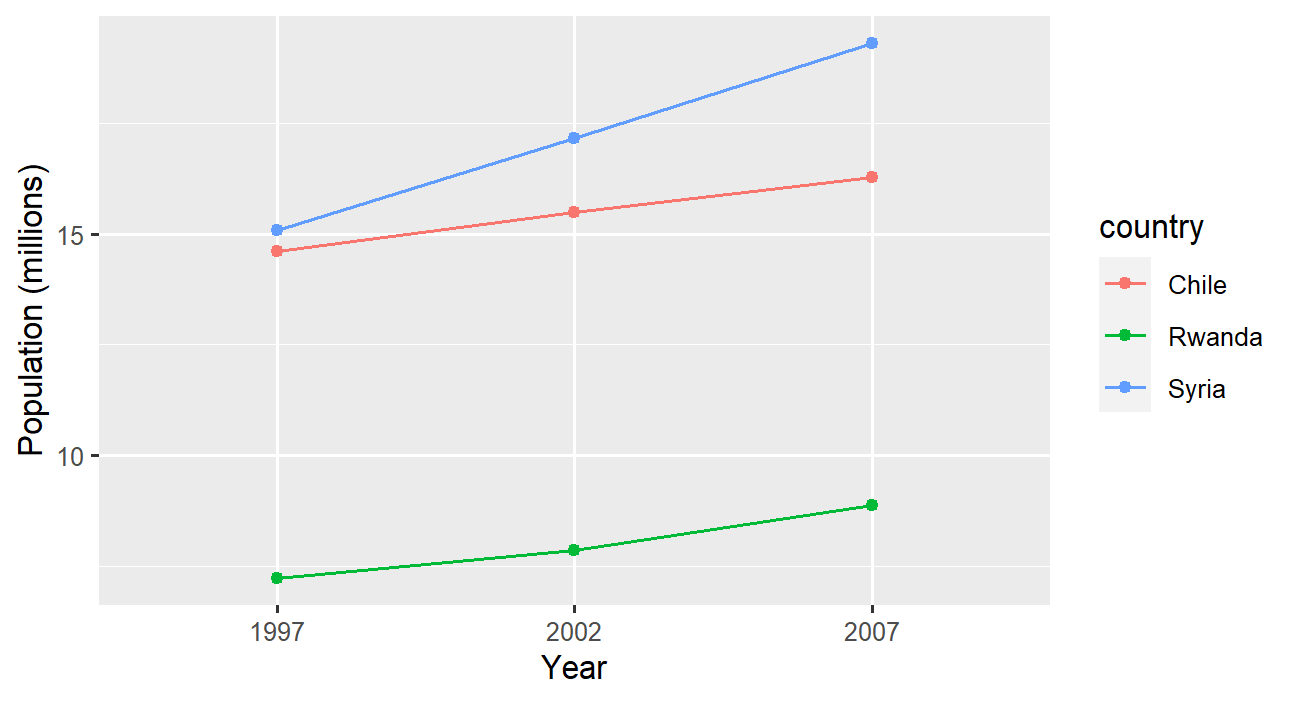 Population (millions)
15
10
1997 2002 2007
Year
country
Chile
Rwanda
Syria